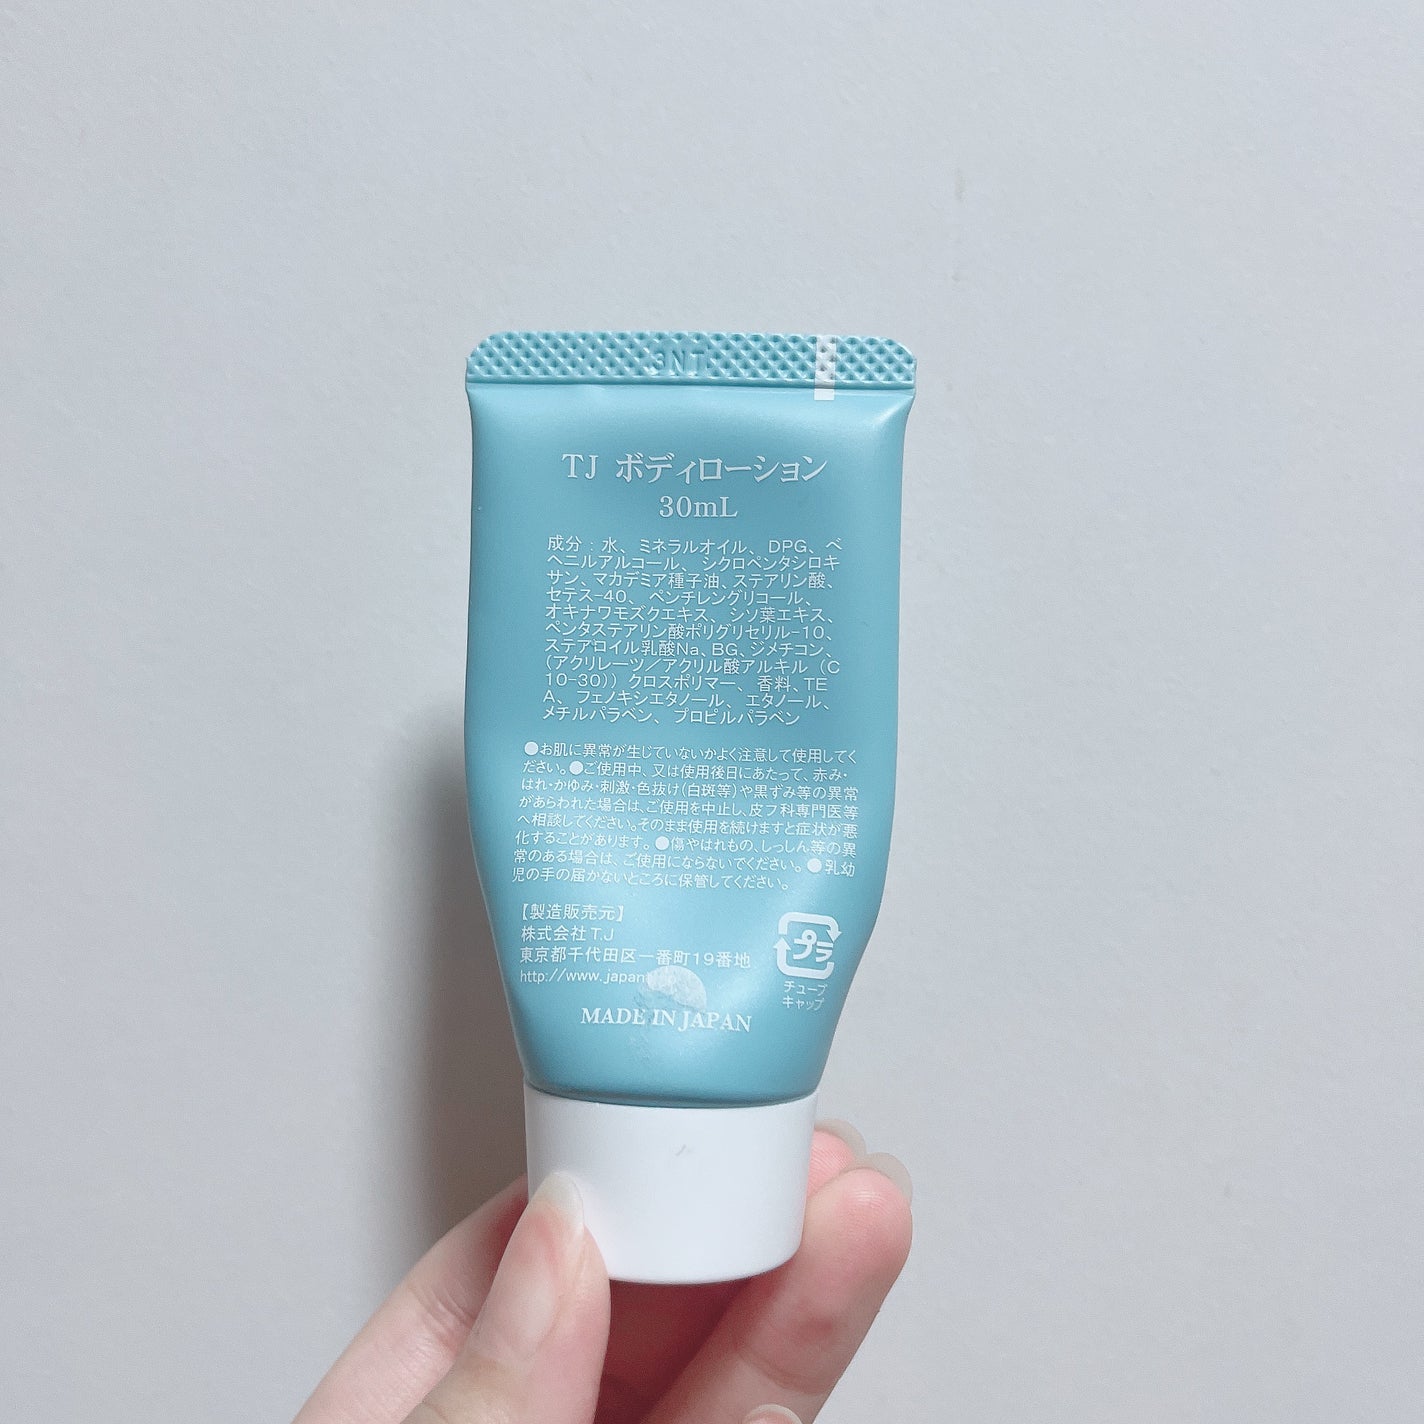 3NT
TJ ボディローション
30mL
成分：水、ミネラルオイル、DPG、ベ
ヘニルアルコール、シクロペンタシロキ
サン、マカデミア種子油、ステアリン酸、
セテス-40、ペンチレングリコール、
オキナワモズクエキス、シソ葉エキス、
ペンタステアリン酸ポリグリセリル-10、
ステアロイル乳酸Na、BG、ジメチコン、
（アクリレーツ／アクリル酸アルキル（C
10-30））クロスポリマー、香料、TE
A、フェノキシエタノール、エタノール、
メチルパラベン、プロピルパラベン
●お肌に異常が生じていないかよく注意して使用してく
ださい。●ご使用中、又は使用後日にあたって、赤み・
はれ・かゆみ・刺激・色抜け（白斑等）や黒ずみ等の異常
があらわれた場合は、ご使用を中止し、皮フ科専門医等
へ相談してください。そのまま使用を続けますと症状が悪
化することがあります。●傷やはれもの、しっしん等の異
常のある場合は、ご使用にならないでください。●乳幼
児の手の届かないところに保管してください。
【製造販売元】
株式会社T.J
東京都千代田区一番町19番地
http://www.japan
プラ
チューブ
キャップ
MADE IN JAPAN